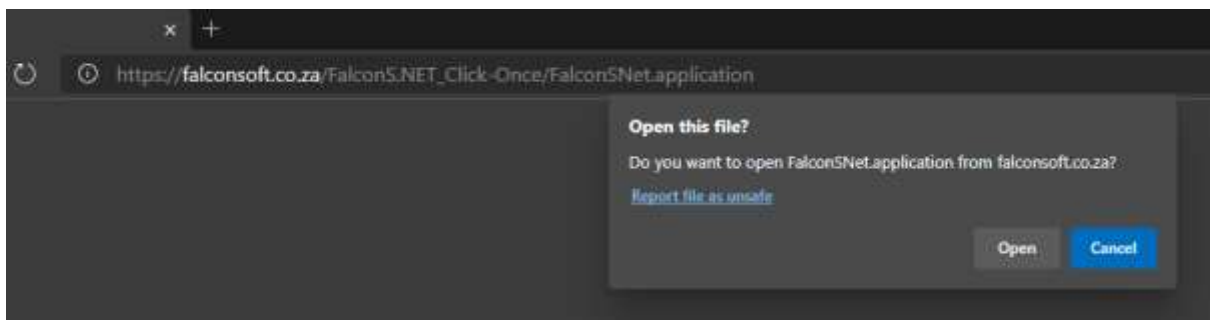 https://falconsoft.co.za/FalconS.NET_Click-Once/FalconSNet.application
Open this file?
Do you want to open FalconSNet.application from falconsoft.co.za?
Report file as unsafe
Open Cancel